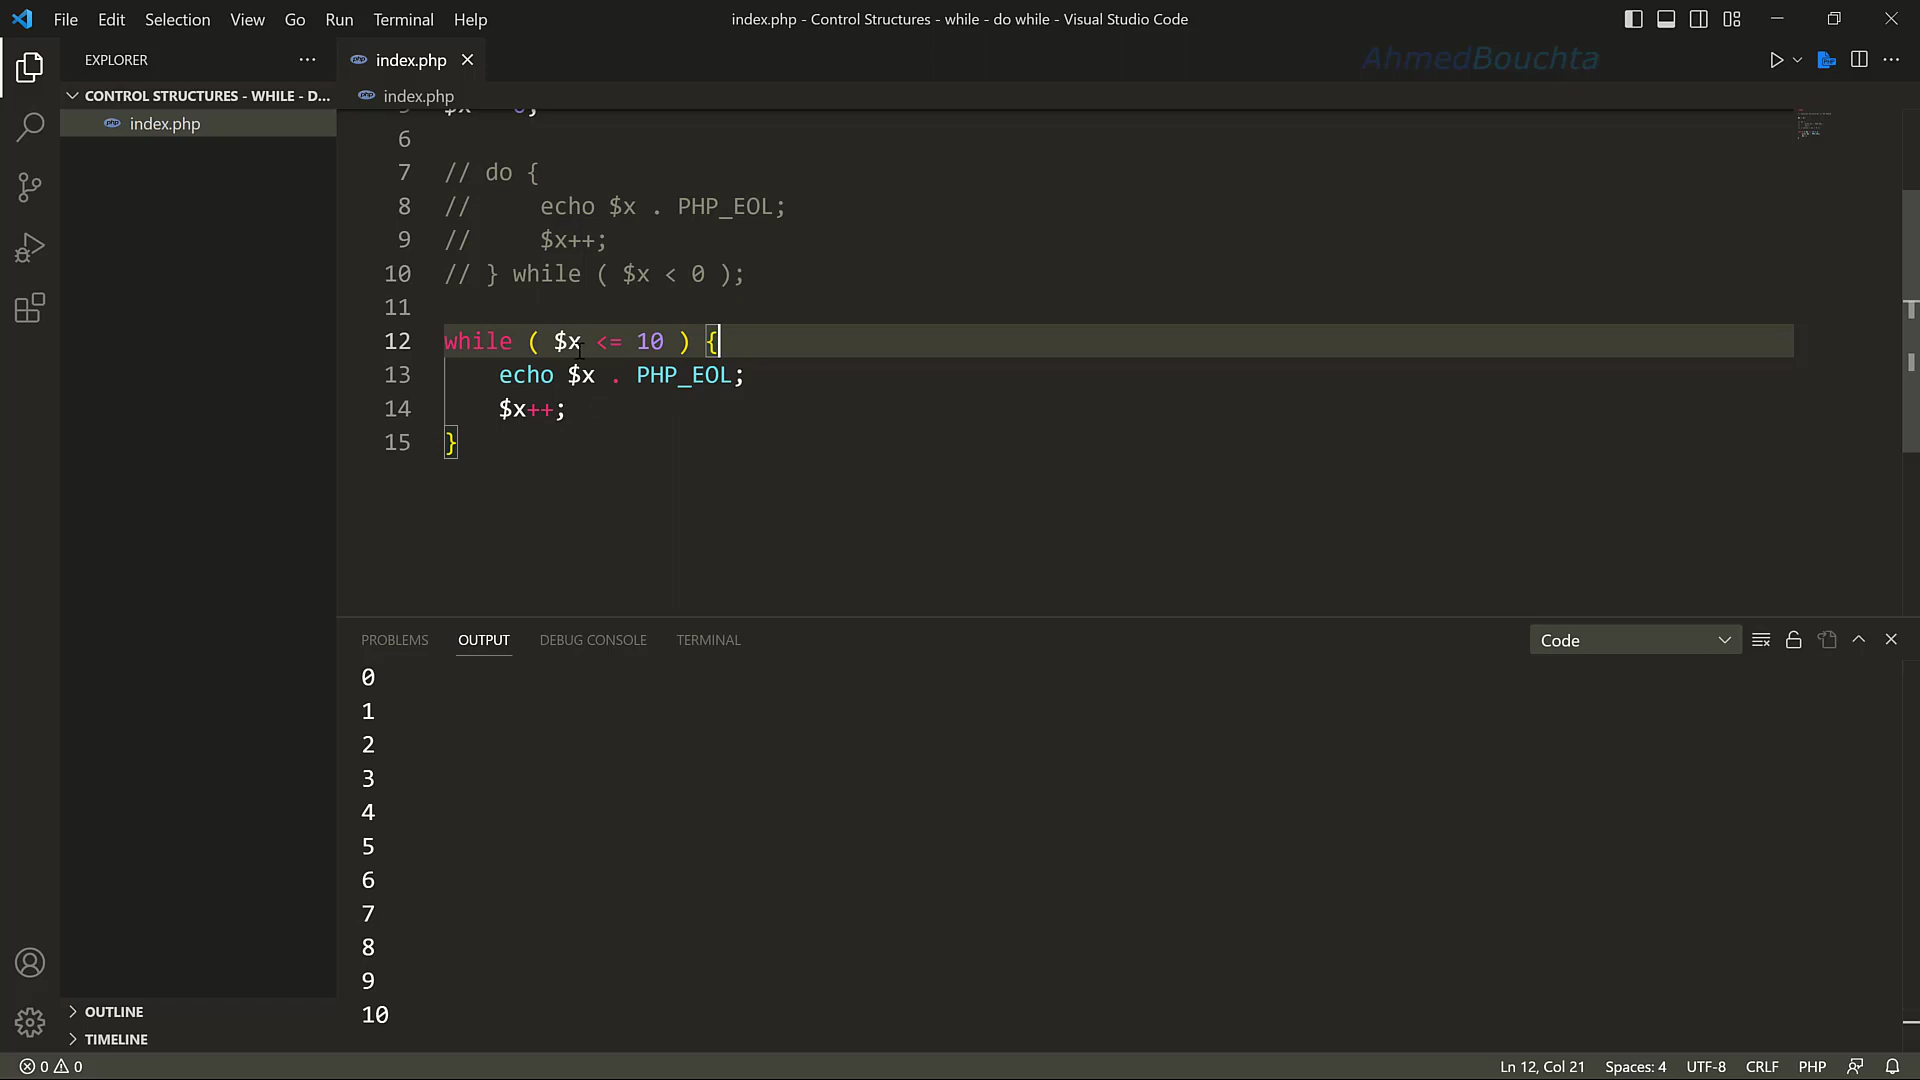 File Edit Selection View Go Run Terminal Help
index.php - Control Structures - while - do while - Visual Studio Code
EXPLORER
index.php
AhmedBouchta
CONTROL STRUCTURES - WHILE - D...
index.php
index.php
6
7 // do {
8 //     echo $x . PHP_EOL;
9 //     $x++;
10 // } while ( $x < 0 );
11
12 while ( $x <= 10 ) {
13     echo $x . PHP_EOL;
14     $x++;
15 }
PROBLEMS OUTPUT DEBUG CONSOLE TERMINAL
Code
0
1
2
3
4
5
6
7
8
9
10
OUTLINE
TIMELINE
0 0
Ln 12, Col 21 Spaces: 4 UTF-8 CRLF PHP